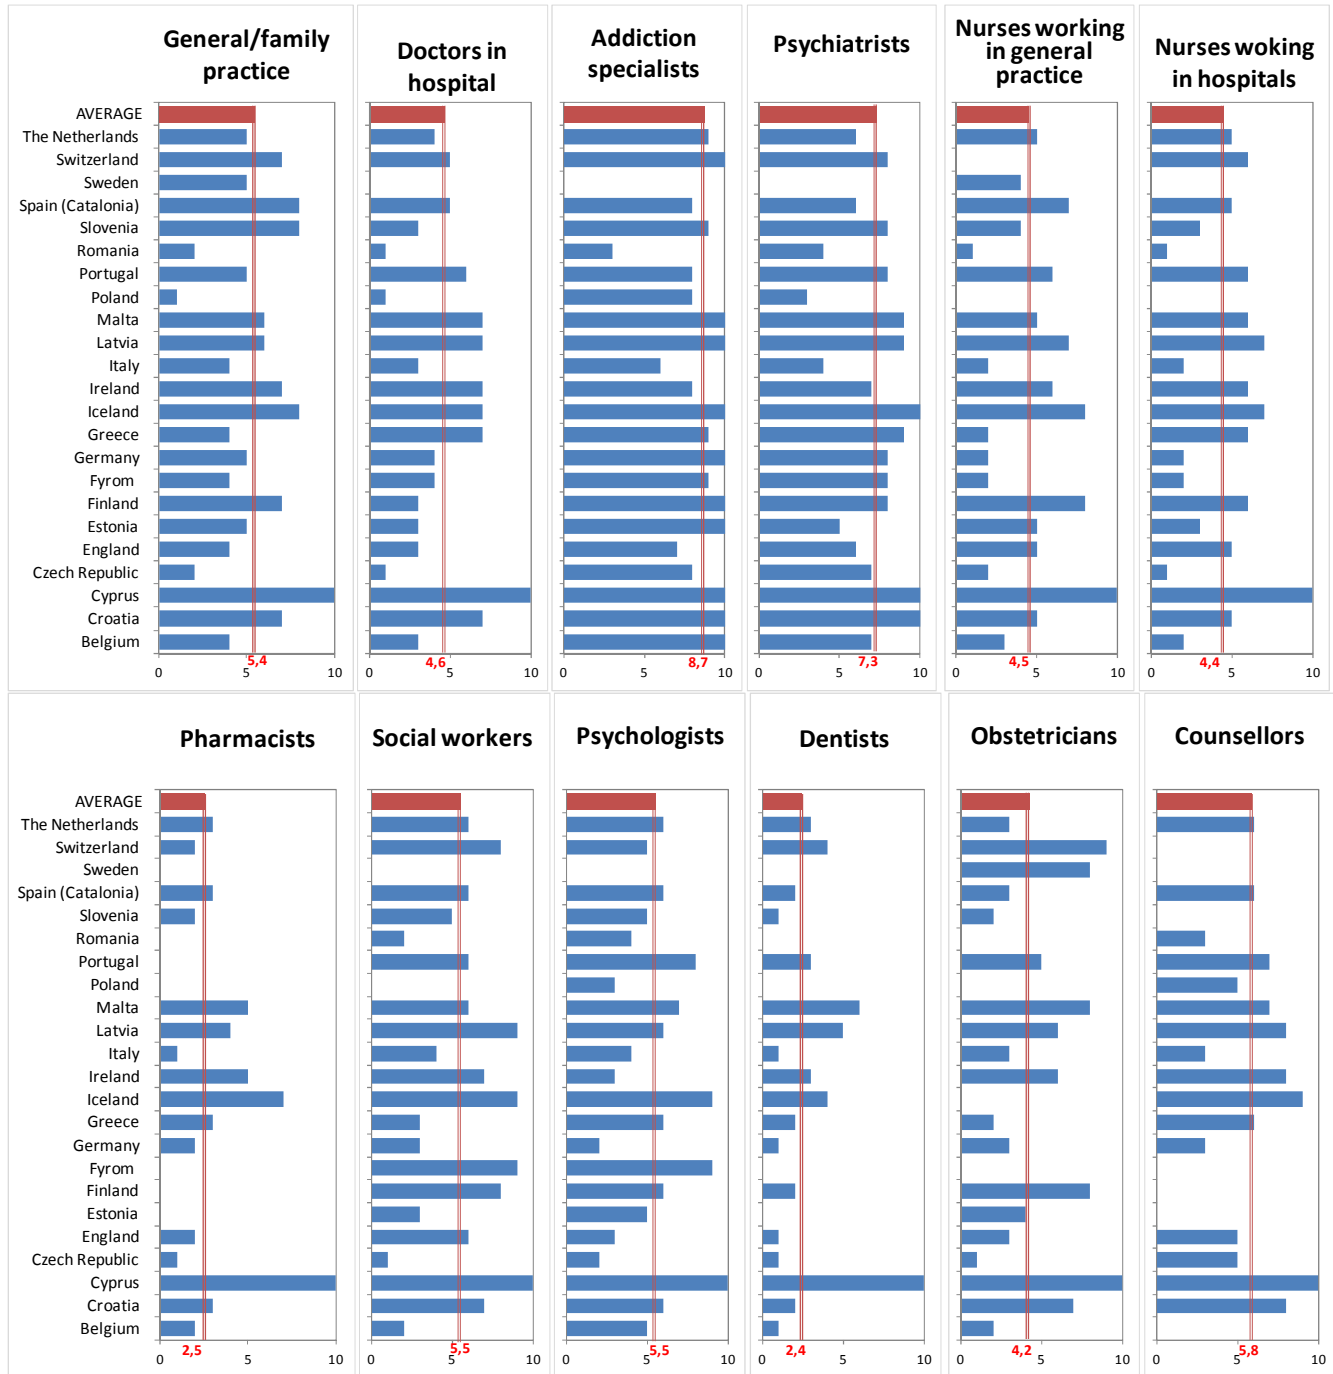 General/family
practice
Doctors in
hospital
Addiction
specialists
Psychiatrists
Nurses working
in general
practice
Nurses woking
in hospitals
AVERAGE
The Netherlands
Switzerland
Sweden
Spain (Catalonia)
Slovenia
Romania
Portugal
Poland
Malta
Latvia
Italy
Ireland
Iceland
Greece
Germany
Fyrom
Finland
Estonia
England
Czech Republic
Cyprus
Croatia
Belgium
5,4 4,6 8,7 7,3 4,5 4,4
0 5 10 0 5 10 0 5 10 0 5 10 0 5 10 0 5 10
Pharmacists
Social workers
Psychologists
Dentists
Obstetricians
Counsellors
AVERAGE
The Netherlands
Switzerland
Sweden
Spain (Catalonia)
Slovenia
Romania
Portugal
Poland
Malta
Latvia
Italy
Ireland
Iceland
Greece
Germany
Fyrom
Finland
Estonia
England
Czech Republic
Cyprus
Croatia
Belgium
2,5 5,5 5,5 2,4 4,2 5,8
0 5 10 0 5 10 0 5 10 0 5 10 0 5 10 0 5 10